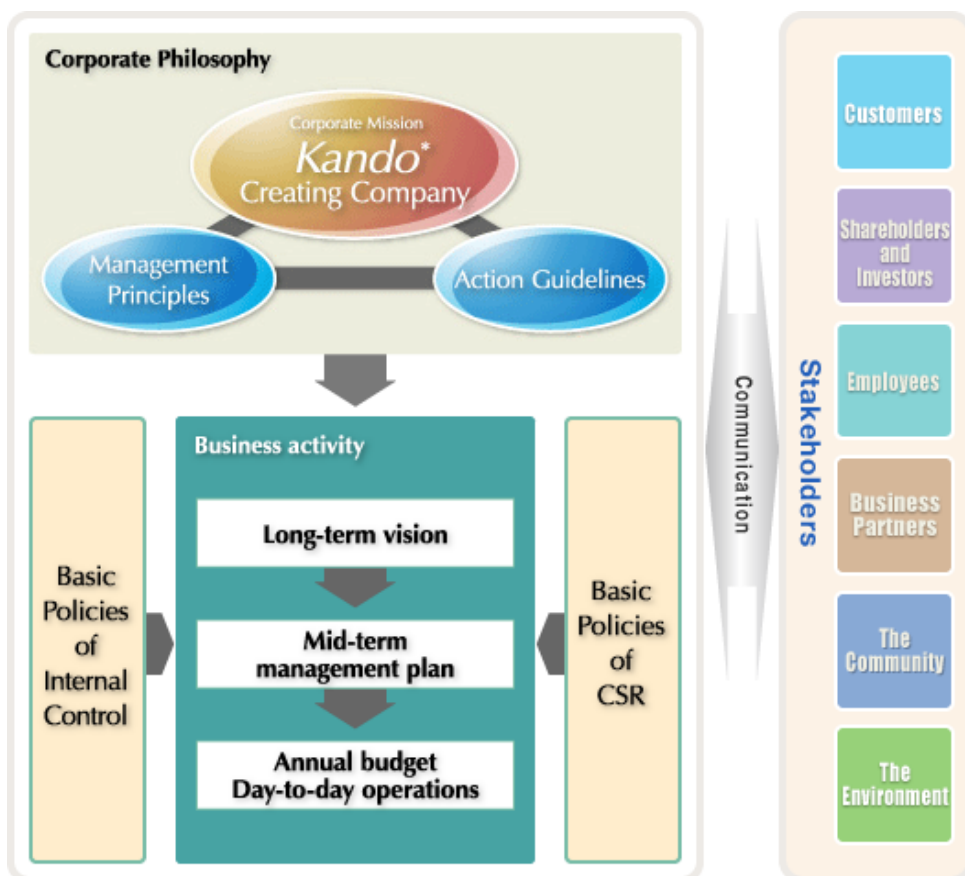 Corporate Philosophy
Corporate Mission
Kando*
Creating Company
Management
Principles
Action Guidelines
Business activity
Long-term vision
Mid-term
management plan
Annual budget
Day-to-day operations
Basic
Policies
of
Internal
Control
Basic
Policies
of
CSR
Communication
Stakeholders
Customers
Shareholders
and
Investors
Employees
Business
Partners
The
Community
The
Environment